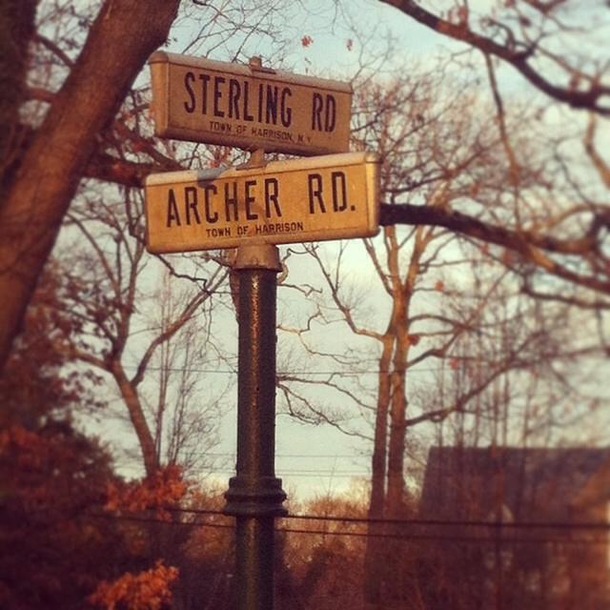 STERLING RD
TOWN OF HARRISON, N.Y.
ARCHER RD.
TOWN OF HARRISON